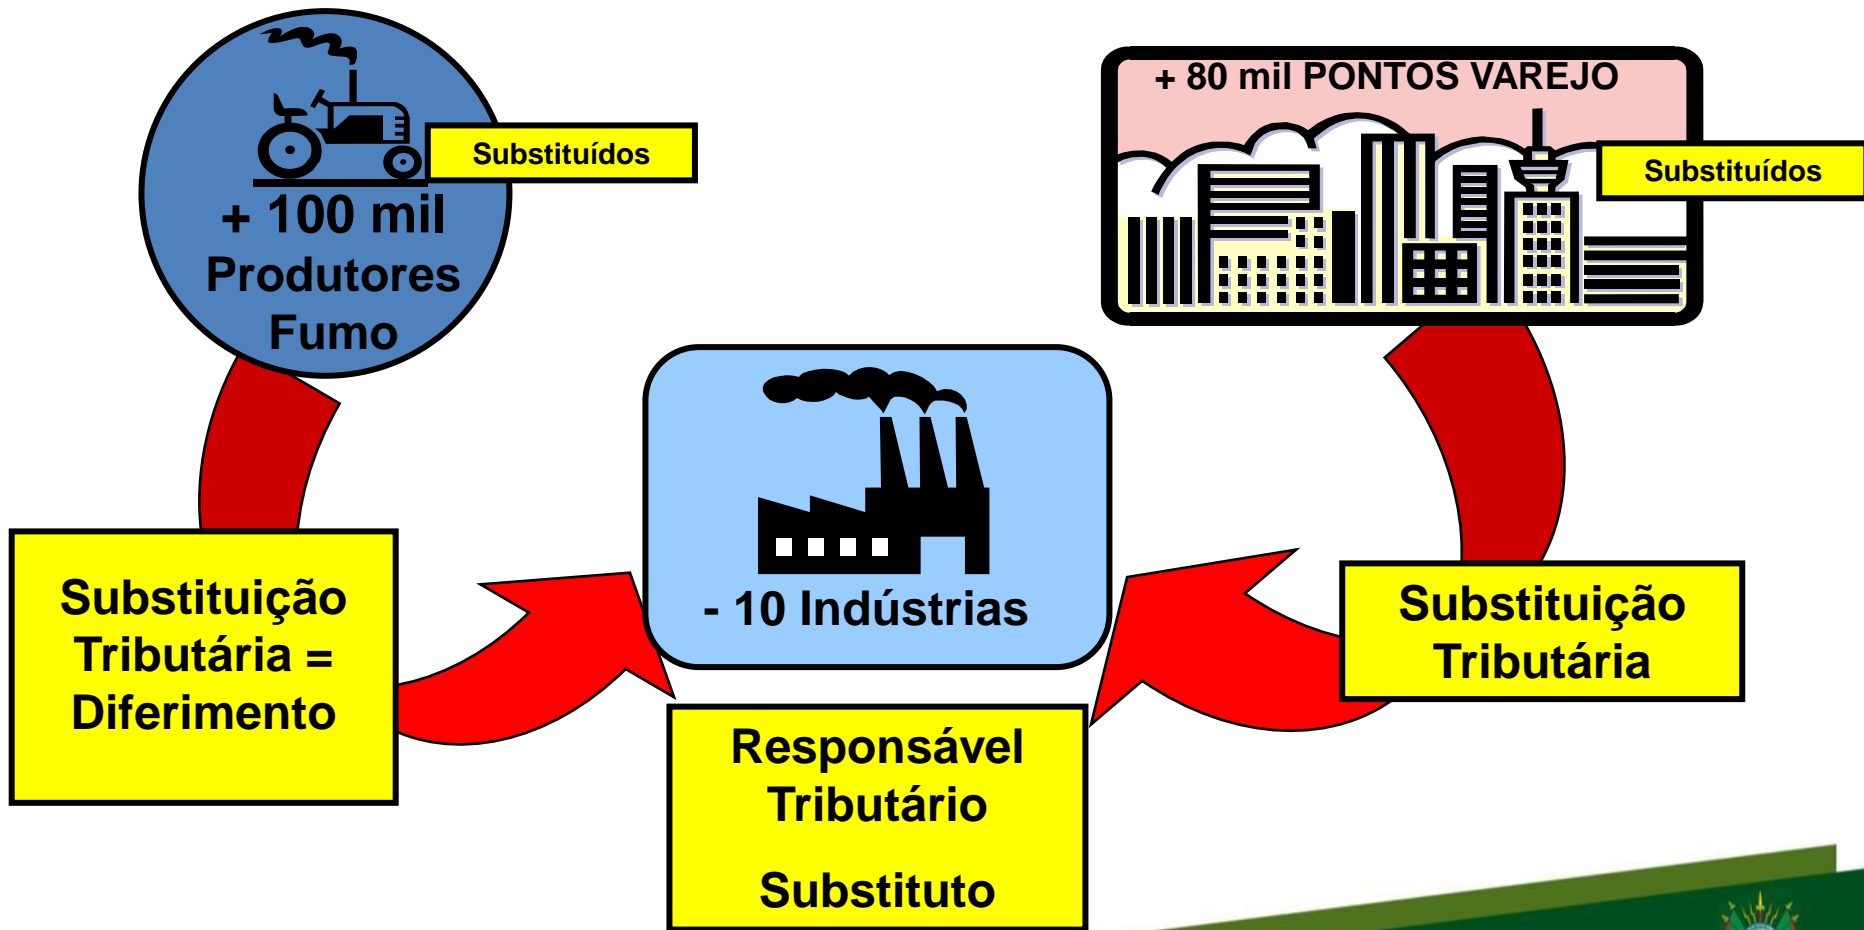 + 100 mil
Produtores
Fumo
Substituídos
+ 80 mil PONTOS VAREJO
Substituídos
- 10 Indústrias
Substituição
Tributária =
Diferimento
Responsável
Tributário
Substituto
Substituição
Tributária